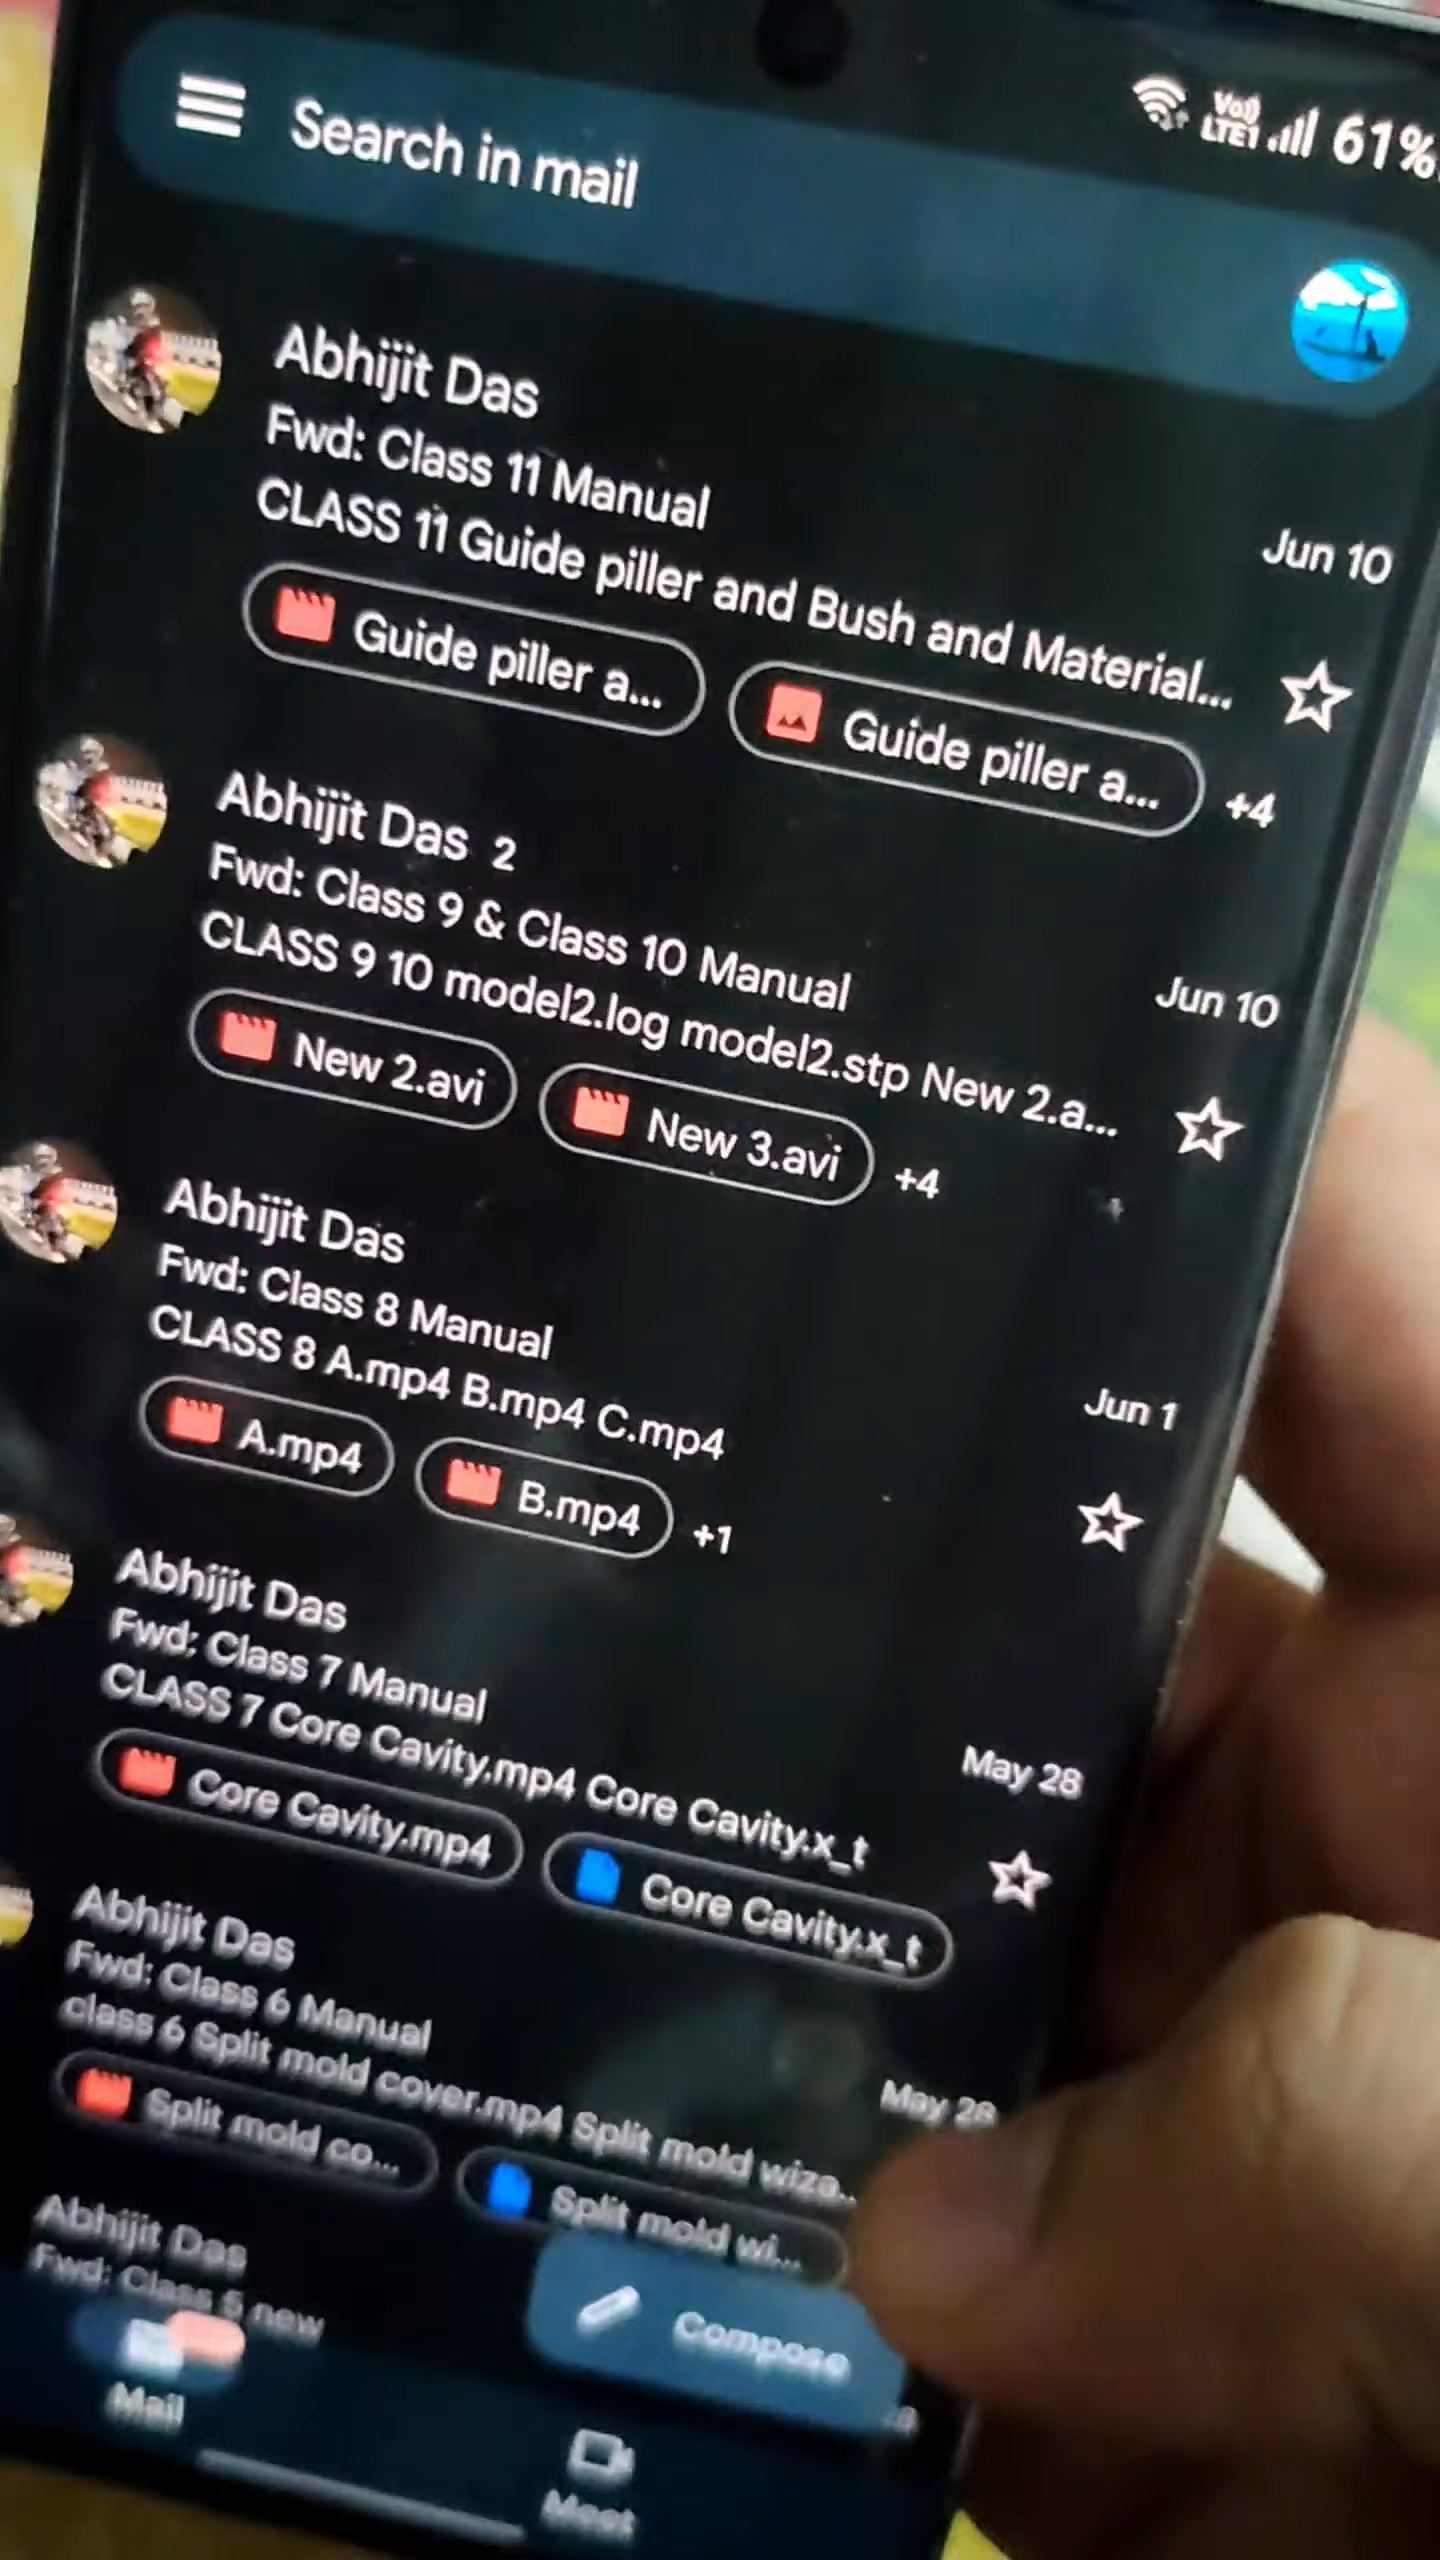 Vo))
LTE1
61%
Search in mail
Abhijit Das
Fwd: Class 11 Manual
Jun 10
CLASS 11 Guide piller and Bush and Material...
Guide piller a...
Guide piller a...
+4
Abhijit Das 2
Fwd: Class 9 & Class 10 Manual
Jun 10
CLASS 9 10 model2.log model2.stp New 2.a...
New 2.avi
New 3.avi
+4
Abhijit Das
Fwd: Class 8 Manual
Jun 1
CLASS 8 A.mp4 B.mp4 C.mp4
A.mp4
B.mp4
+1
Abhijit Das
Fwd: Class 7 Manual
May 28
CLASS 7 Core Cavity.mp4 Core Cavity.x_t
Core Cavity.mp4
Core Cavity.x_t
Abhijit Das
Fwd: Class 6 Manual
May 28
class 6 Split mold cover.mp4 Split mold wiza...
Split mold co...
Split mold wi...
Abhijit Das
Fwd: Class 5 new
Compose
Mail
Meet